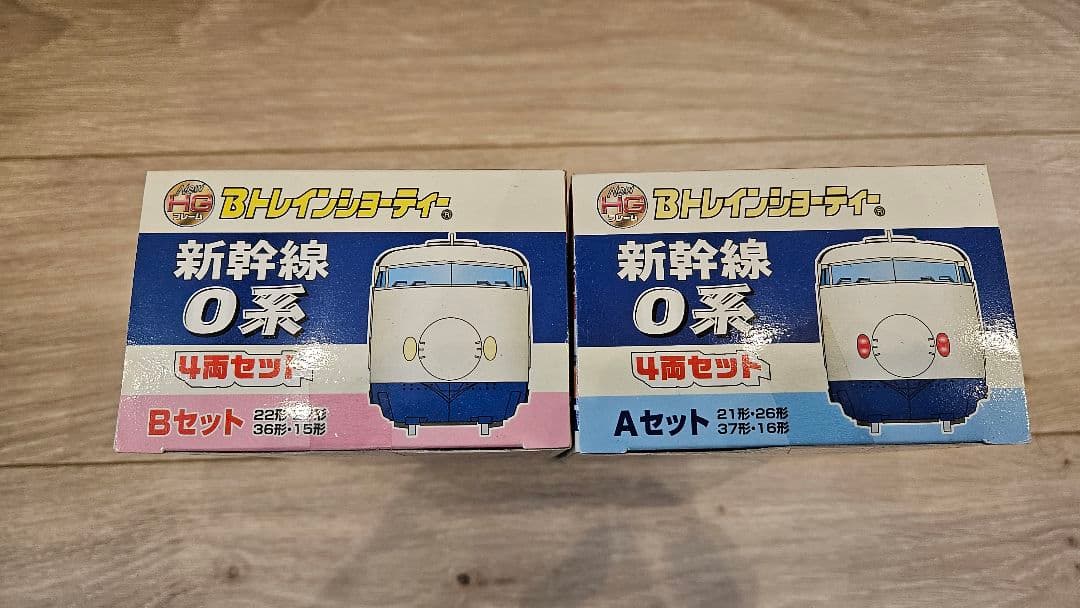 New
HG
フレーム
Bトレインショーティー®
新幹線
0系
4両セット
Bセット
22形・
形
36形・15形
New
HG
フレーム
Bトレインショーティー®
新幹線
0系
4両セット
Aセット
21形・26形
37形・16形